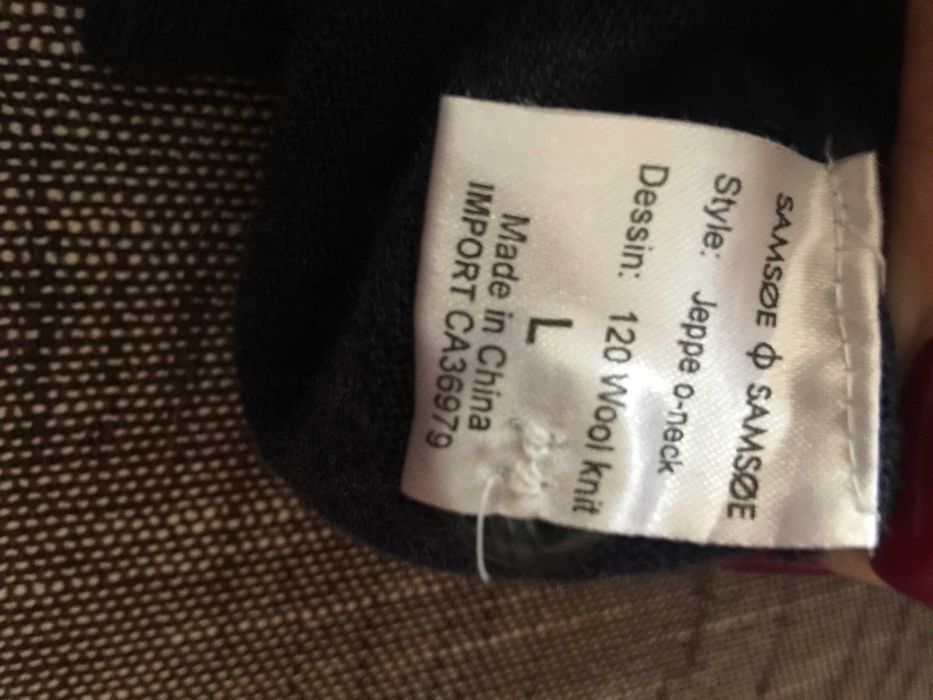 SAMSØE ϕ SAMSØE
Style: Jeppe o-neck
Dessin: 120 Wool knit
L
Made in China
IMPORT CA36979